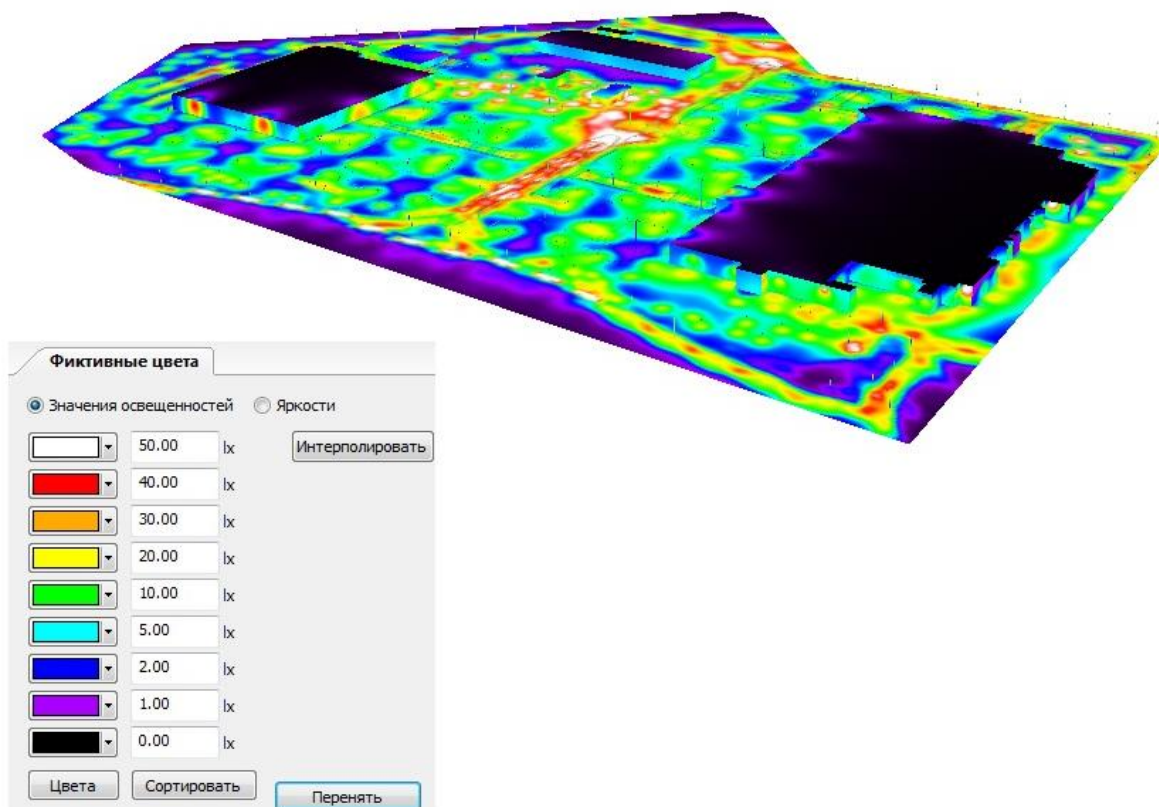 Фиктивные цвета
Значения освещенностей Яркости
50.00 lx Интерполировать
40.00 lx
30.00 lx
20.00 lx
10.00 lx
5.00 lx
2.00 lx
1.00 lx
0.00 lx
Цвета Сортировать Перенять